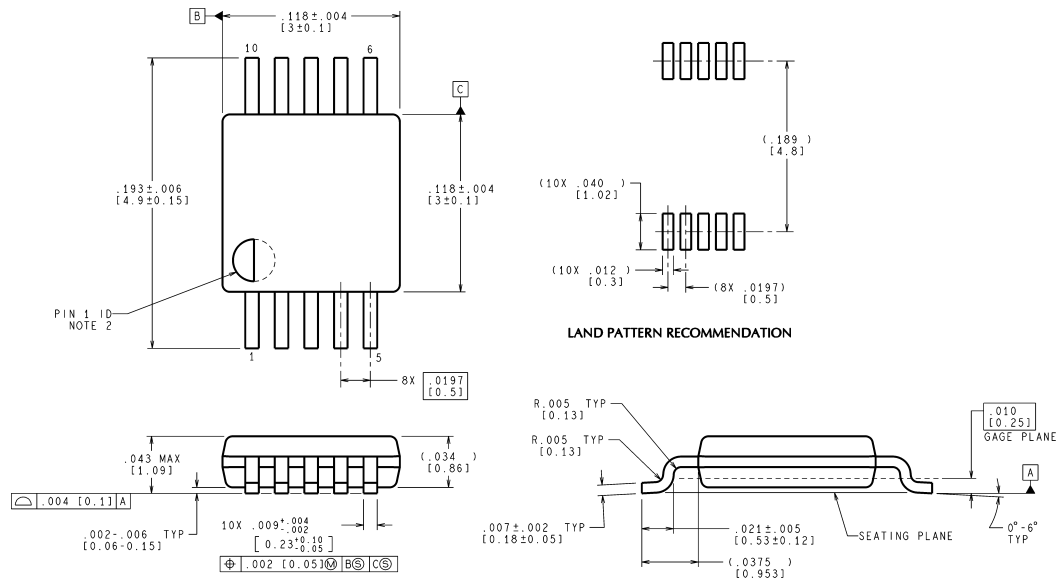 B
.118±.004
[3±0.1]
10
6
C
.193±.006
[4.9±0.15]
.118±.004
[3±0.1]
PIN 1 ID
NOTE 2
1
5
8X .0197
[0.5]
(.189 )
[4.8]
(10X .040 )
[1.02]
(10X .012 )
[0.3]
(8X .0197)
[0.5]
LAND PATTERN RECOMMENDATION
.043 MAX
[1.09]
(.034 )
[0.86]
⌓ .004 [0.1] A
.002-.006 TYP
[0.06-0.15]
10X .009 +.004 -.002
[ 0.23 +0.10 -0.05 ]
⌖ .002 [0.05]Ⓜ BⓈ CⓈ
R.005 TYP
[0.13]
R.005 TYP
[0.13]
.010
[0.25]
GAGE PLANE
A
.007±.002 TYP
[0.18±0.05]
.021±.005
[0.53±0.12]
SEATING PLANE
0°-6°
TYP
(.0375 )
[0.953]